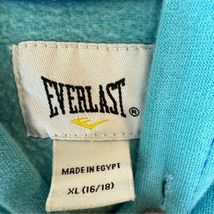 EVERLAST®
MADE IN EGYPT
XL (16/18)